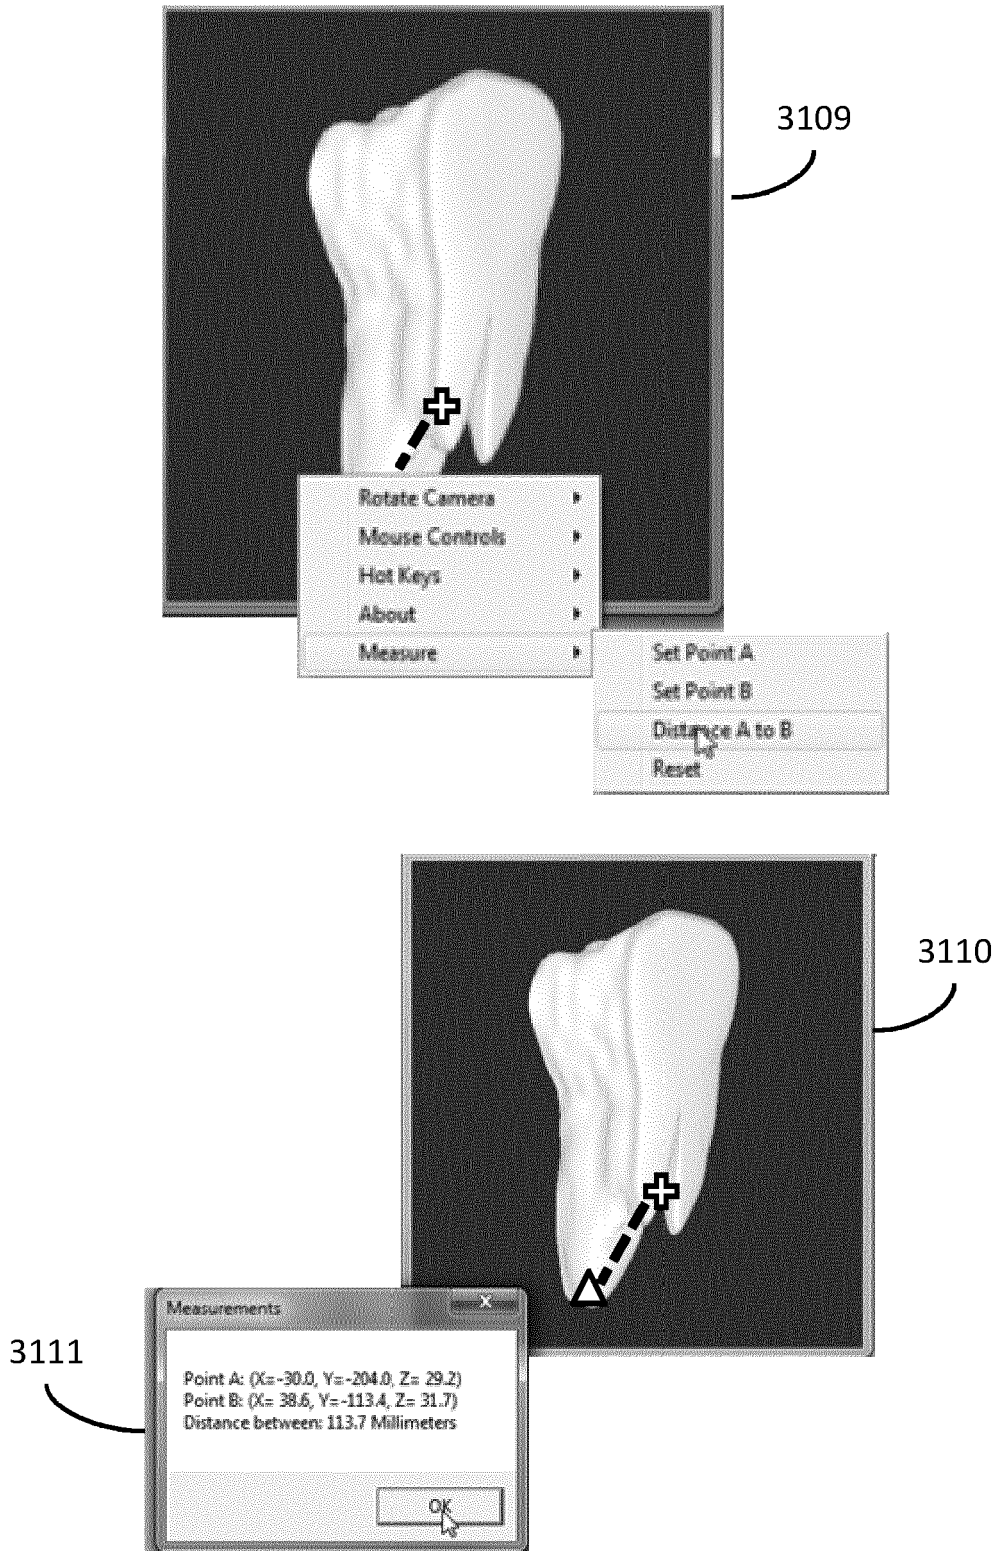 3109
Rotate Camera
Mouse Controls
Hot Keys
About
Measure
Set Point A
Set Point B
Distance A to B
Reset
3110
Measurements
X
3111
Point A: (X=-30.0, Y=-204.0, Z= 29.2)
Point B: (X= 38.6, Y=-113.4, Z= 31.7)
Distance between: 113.7 Millimeters
OK